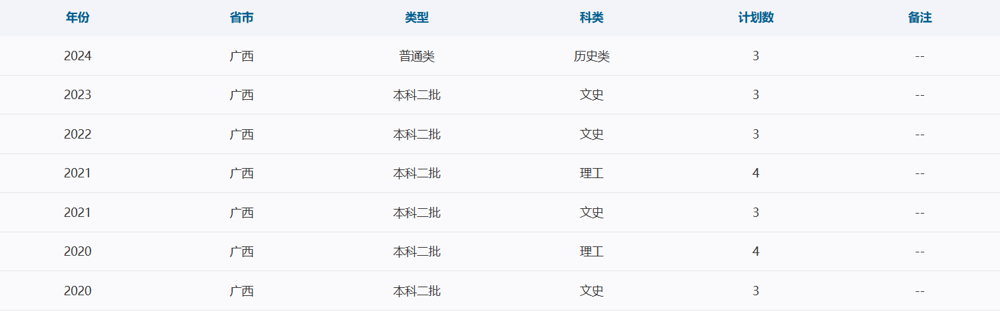 年份 省市 类型 科类 计划数 备注
2024 广西 普通类 历史类 3 --
2023 广西 本科二批 文史 3 --
2022 广西 本科二批 文史 3 --
2021 广西 本科二批 理工 4 --
2021 广西 本科二批 文史 3 --
2020 广西 本科二批 理工 4 --
2020 广西 本科二批 文史 3 --